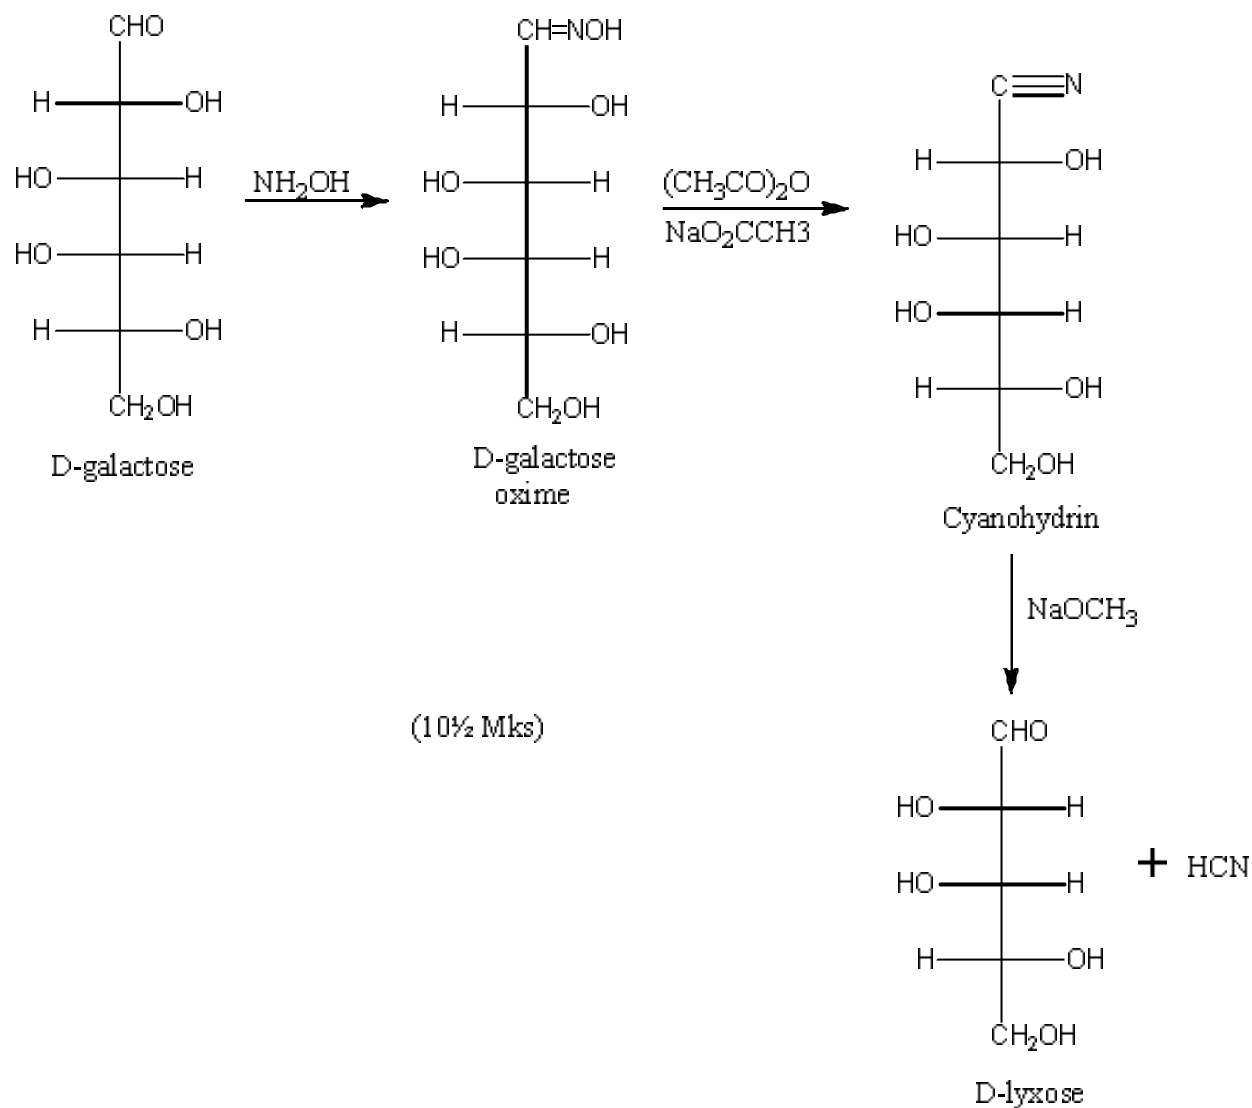 CHO
H OH
HO H
HO H
H OH
CH2OH
D-galactose
NH2OH
CH=NOH
H OH
HO H
HO H
H OH
CH2OH
D-galactose
oxime
(CH3CO)2O
NaO2CCH3
C≡N
H OH
HO H
HO H
H OH
CH2OH
Cyanohydrin
NaOCH3
(10½ Mks)
CHO
HO H
HO H
H OH
CH2OH
D-lyxose
+ HCN